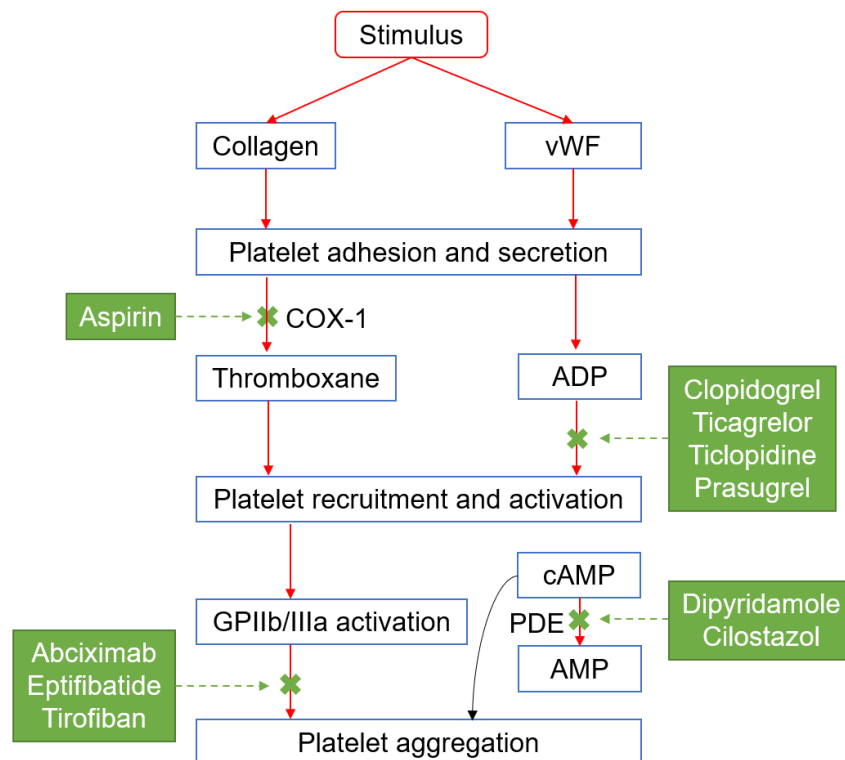 Stimulus
Collagen
vWF
Platelet adhesion and secretion
Aspirin
COX-1
Thromboxane
ADP
Clopidogrel
Ticagrelor
Ticlopidine
Prasugrel
Platelet recruitment and activation
cAMP
GPIIb/IIIa activation
PDE
Dipyridamole
Cilostazol
AMP
Abciximab
Eptifibatide
Tirofiban
Platelet aggregation